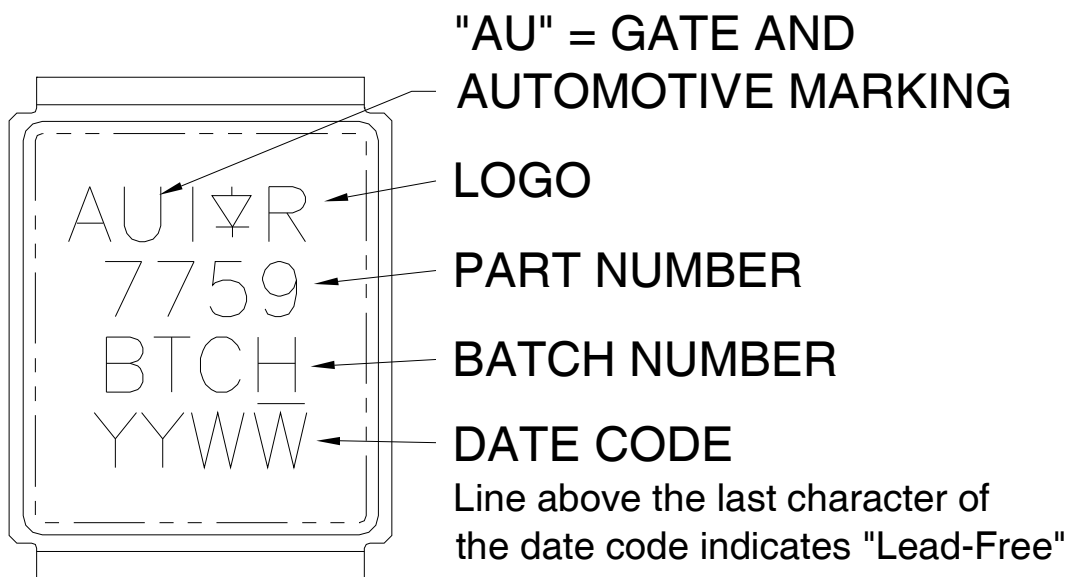 "AU" = GATE AND
AUTOMOTIVE MARKING
AUI R
LOGO
7759
PART NUMBER
BTCH
BATCH NUMBER
YYWW
DATE CODE
Line above the last character of
the date code indicates "Lead-Free"